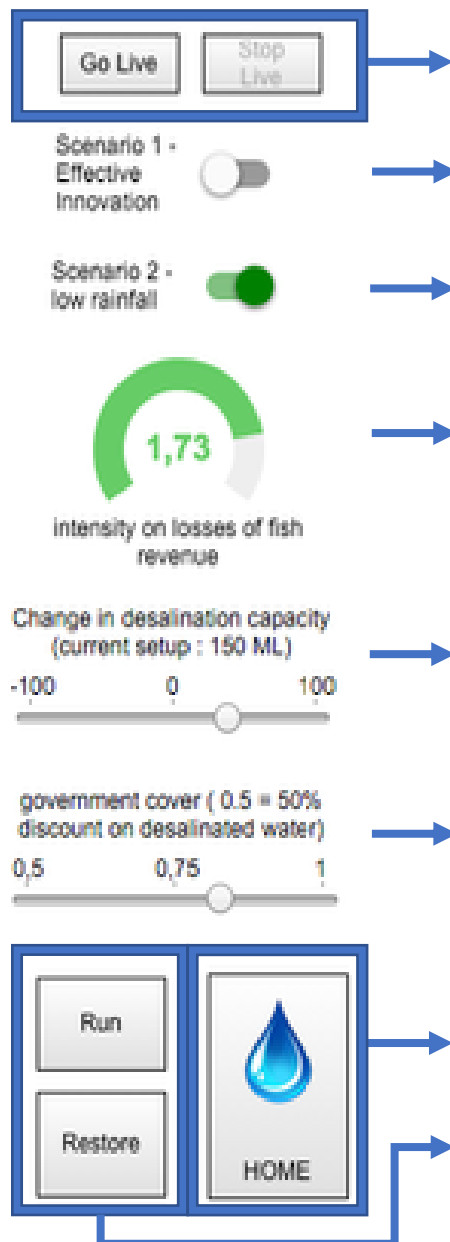 Go Live
Stop
Live
Scenario 1 -
Effective
Innovation
Scenario 2 -
low rainfall
1,73
intensity on losses of fish
revenue
Change in desalination capacity
(current setup : 150 ML)
-100 0 100
government cover ( 0.5 = 50%
discount on desalinated water)
0,5 0,75 1
Run
Restore
HOME